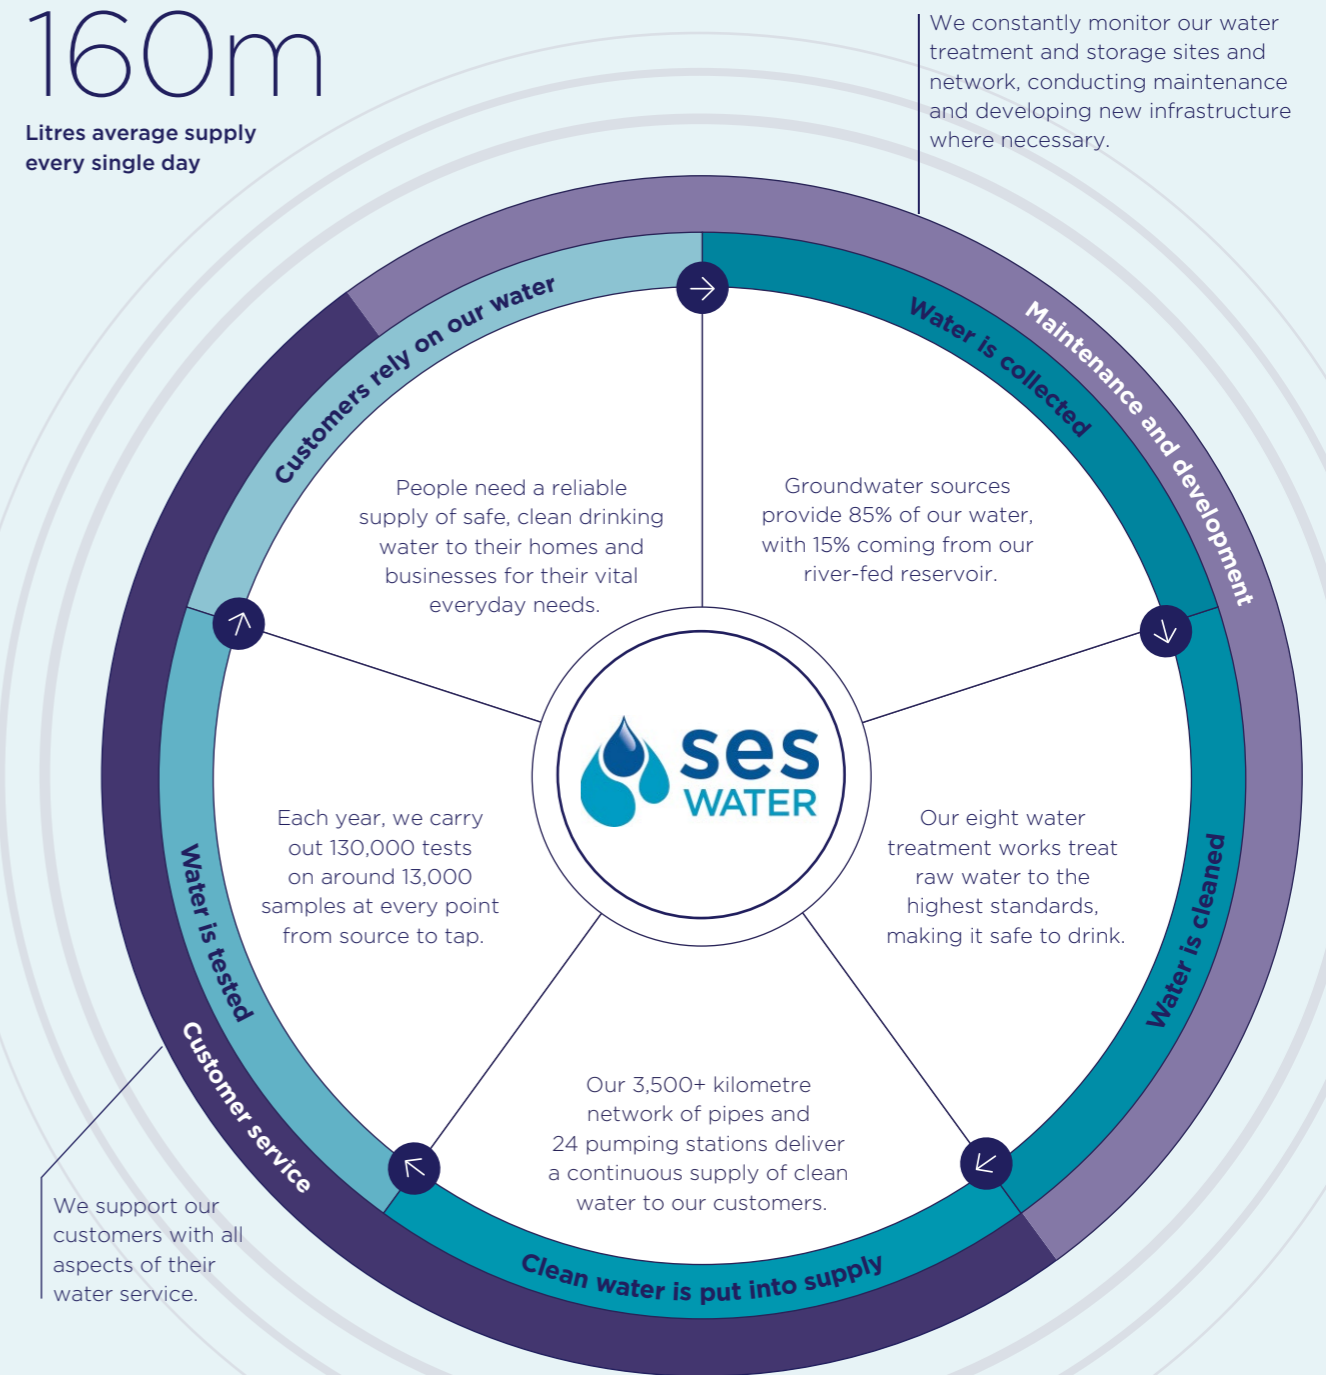 160m
Litres average supply
every single day
We constantly monitor our water
treatment and storage sites and
network, conducting maintenance
and developing new infrastructure
where necessary.
Maintenance and development
Water is collected
Groundwater sources
provide 85% of our water,
with 15% coming from our
river-fed reservoir.
Water is cleaned
Our eight water
treatment works treat
raw water to the
highest standards,
making it safe to drink.
Clean water is put into supply
Our 3,500+ kilometre
network of pipes and
24 pumping stations deliver
a continuous supply of clean
water to our customers.
Water is tested
Each year, we carry
out 130,000 tests
on around 13,000
samples at every point
from source to tap.
Customers rely on our water
People need a reliable
supply of safe, clean drinking
water to their homes and
businesses for their vital
everyday needs.
ses
WATER
Customer service
We support our
customers with all
aspects of their
water service.